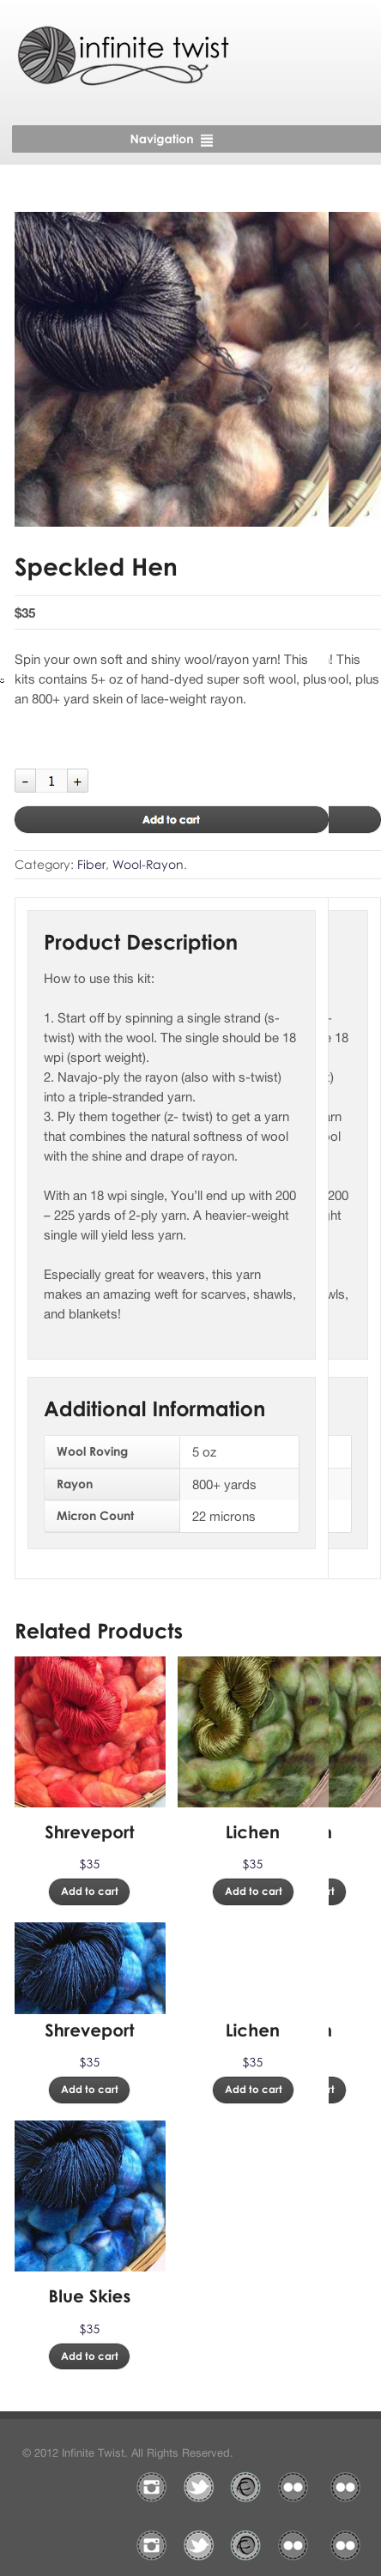 infinite twist
Navigation
Speckled Hen
$35
Spin your own soft and shiny wool/rayon yarn! This ! This
kits contains 5+ oz of hand-dyed super soft wool, plus ool, plus
an 800+ yard skein of lace-weight rayon.
- 1 +
Add to cart
Category: Fiber, Wool-Rayon.
Product Description
How to use this kit:
1. Start off by spinning a single strand (s-
twist) with the wool. The single should be 18 18
wpi (sport weight).
2. Navajo-ply the rayon (also with s-twist)
into a triple-stranded yarn.
3. Ply them together (z- twist) to get a yarn
that combines the natural softness of wool
with the shine and drape of rayon.
With an 18 wpi single, You'll end up with 200 200
– 225 yards of 2-ply yarn. A heavier-weight
single will yield less yarn.
Especially great for weavers, this yarn
makes an amazing weft for scarves, shawls,
and blankets!
Additional Information
Wool Roving 5 oz
Rayon 800+ yards
Micron Count 22 microns
Related Products
Shreveport Lichen
$35 $35
Add to cart Add to cart
Shreveport Lichen
$35 $35
Add to cart Add to cart
Blue Skies
$35
Add to cart
© 2012 Infinite Twist. All Rights Reserved.